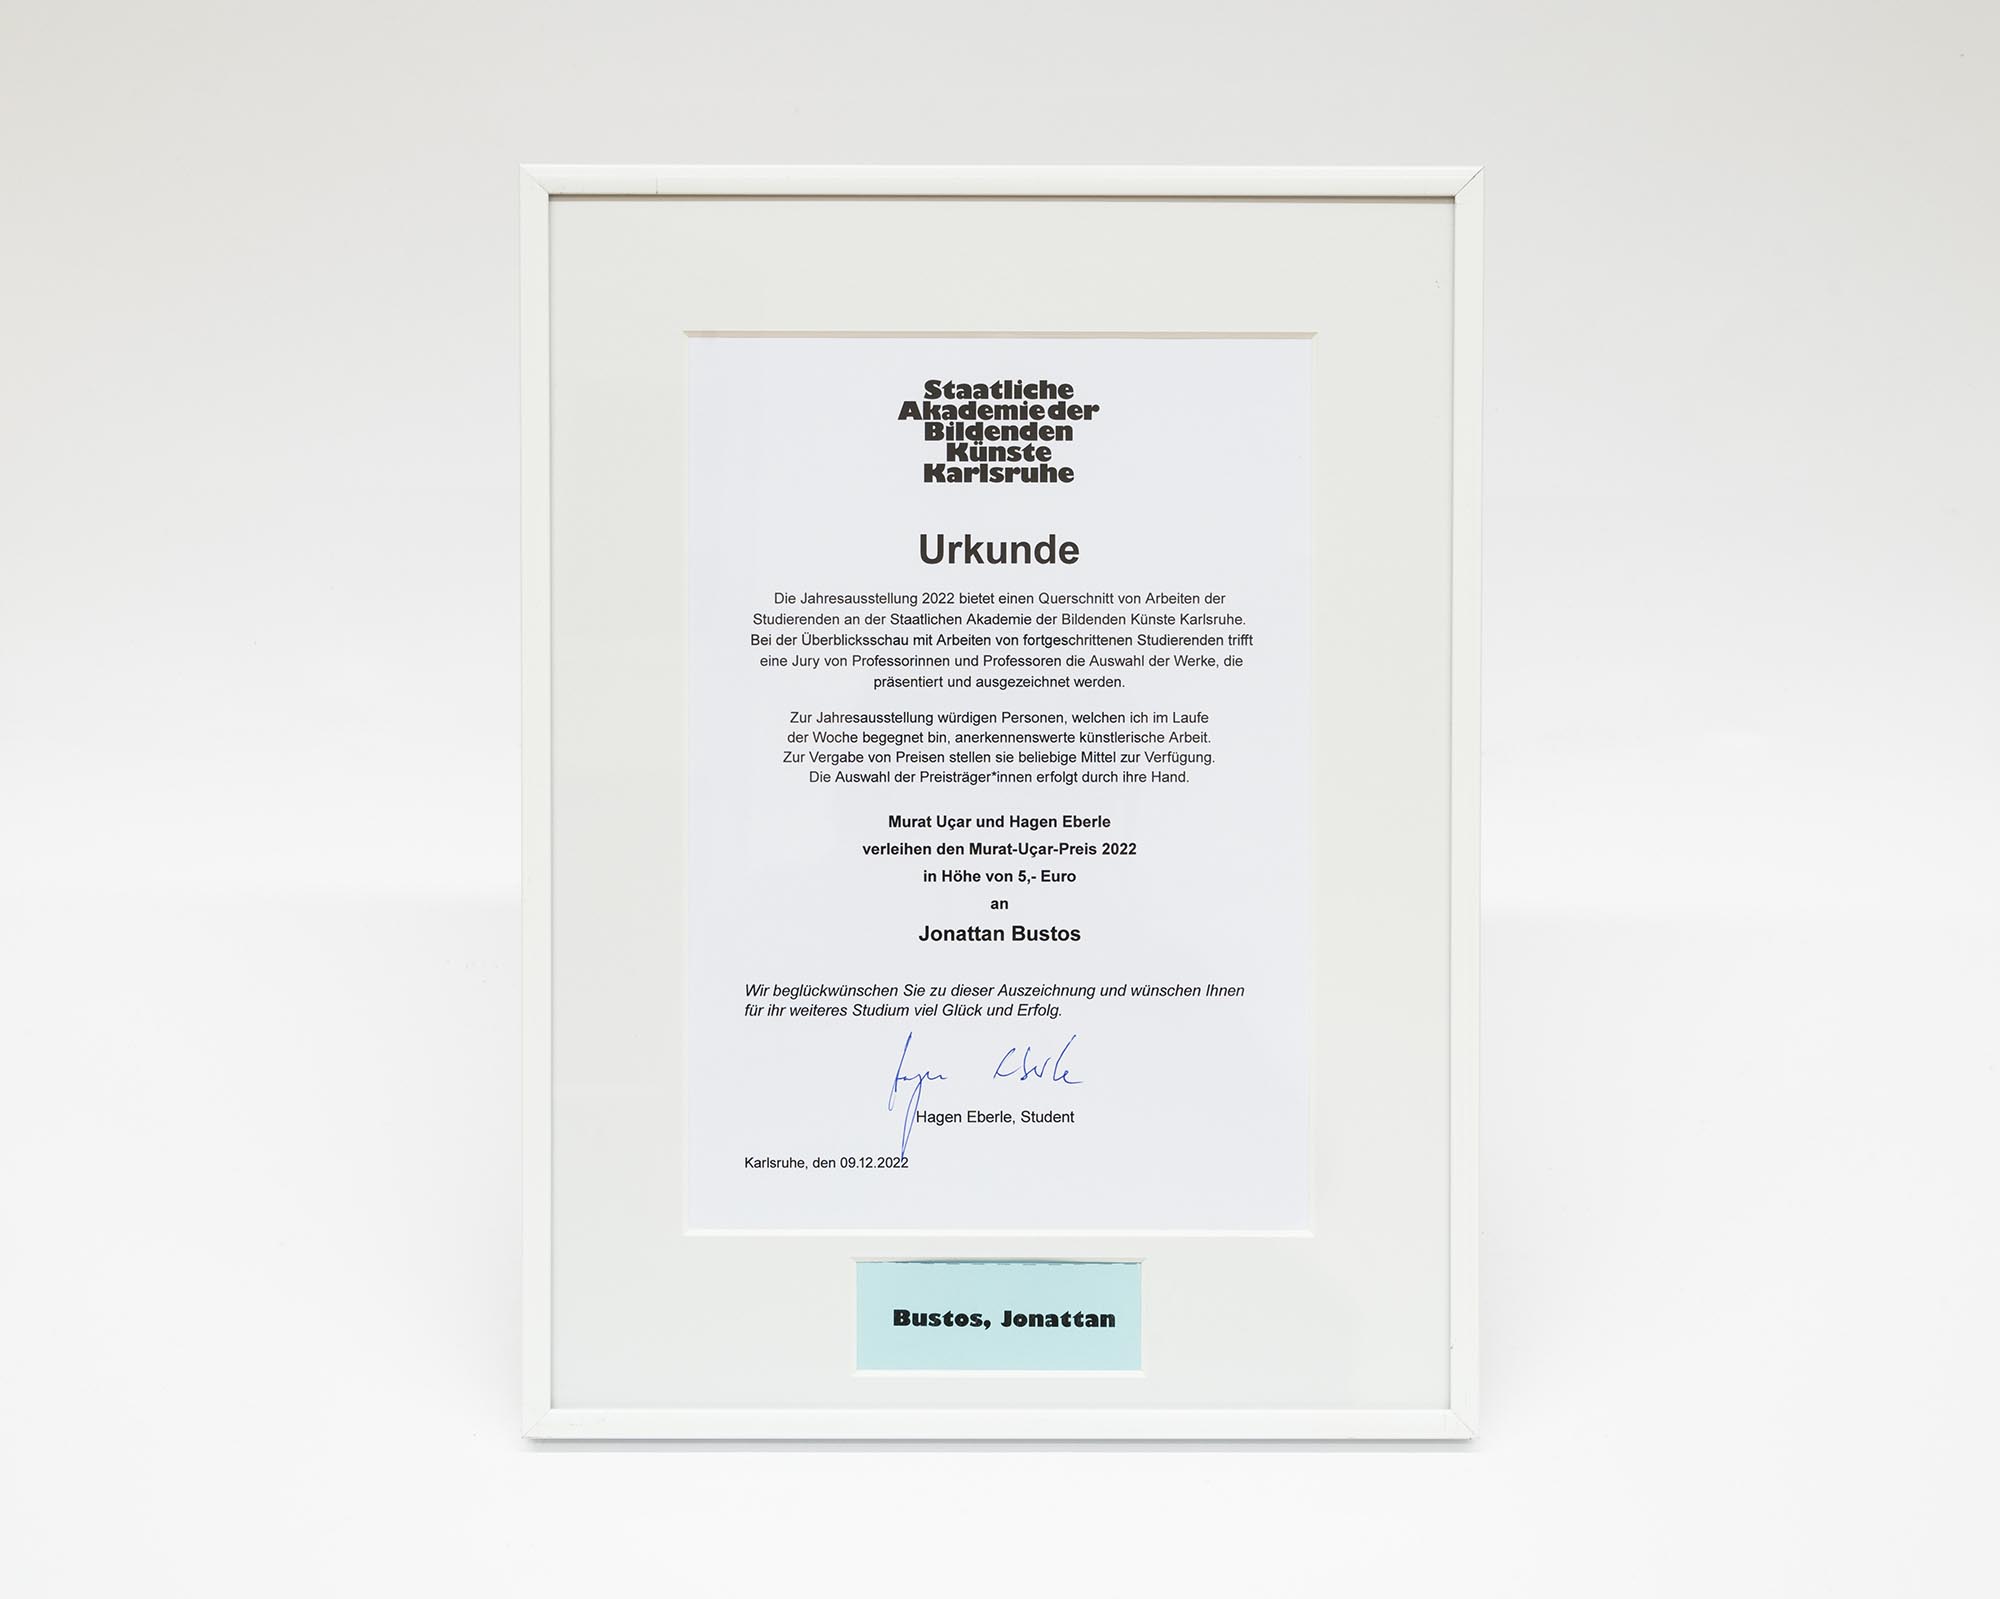 Staatliche
Akademie der
Bildenden
Künste
Karlsruhe
Urkunde
Die Jahresausstellung 2022 bietet einen Querschnitt von Arbeiten der
Studierenden an der Staatlichen Akademie der Bildenden Künste Karlsruhe.
Bei der Überblicksschau mit Arbeiten von fortgeschrittenen Studierenden trifft
eine Jury von Professorinnen und Professoren die Auswahl der Werke, die
präsentiert und ausgezeichnet werden.
Zur Jahresausstellung würdigen Personen, welchen ich im Laufe
der Woche begegnet bin, anerkennenswerte künstlerische Arbeit.
Zur Vergabe von Preisen stellen sie beliebige Mittel zur Verfügung.
Die Auswahl der Preisträger*innen erfolgt durch ihre Hand.
Murat Uçar und Hagen Eberle
verleihen den Murat-Uçar-Preis 2022
in Höhe von 5,- Euro
an
Jonattan Bustos
Wir beglückwünschen Sie zu dieser Auszeichnung und wünschen Ihnen
für ihr weiteres Studium viel Glück und Erfolg.
Hagen Eberle
Hagen Eberle, Student
Karlsruhe, den 09.12.2022
Bustos, Jonattan